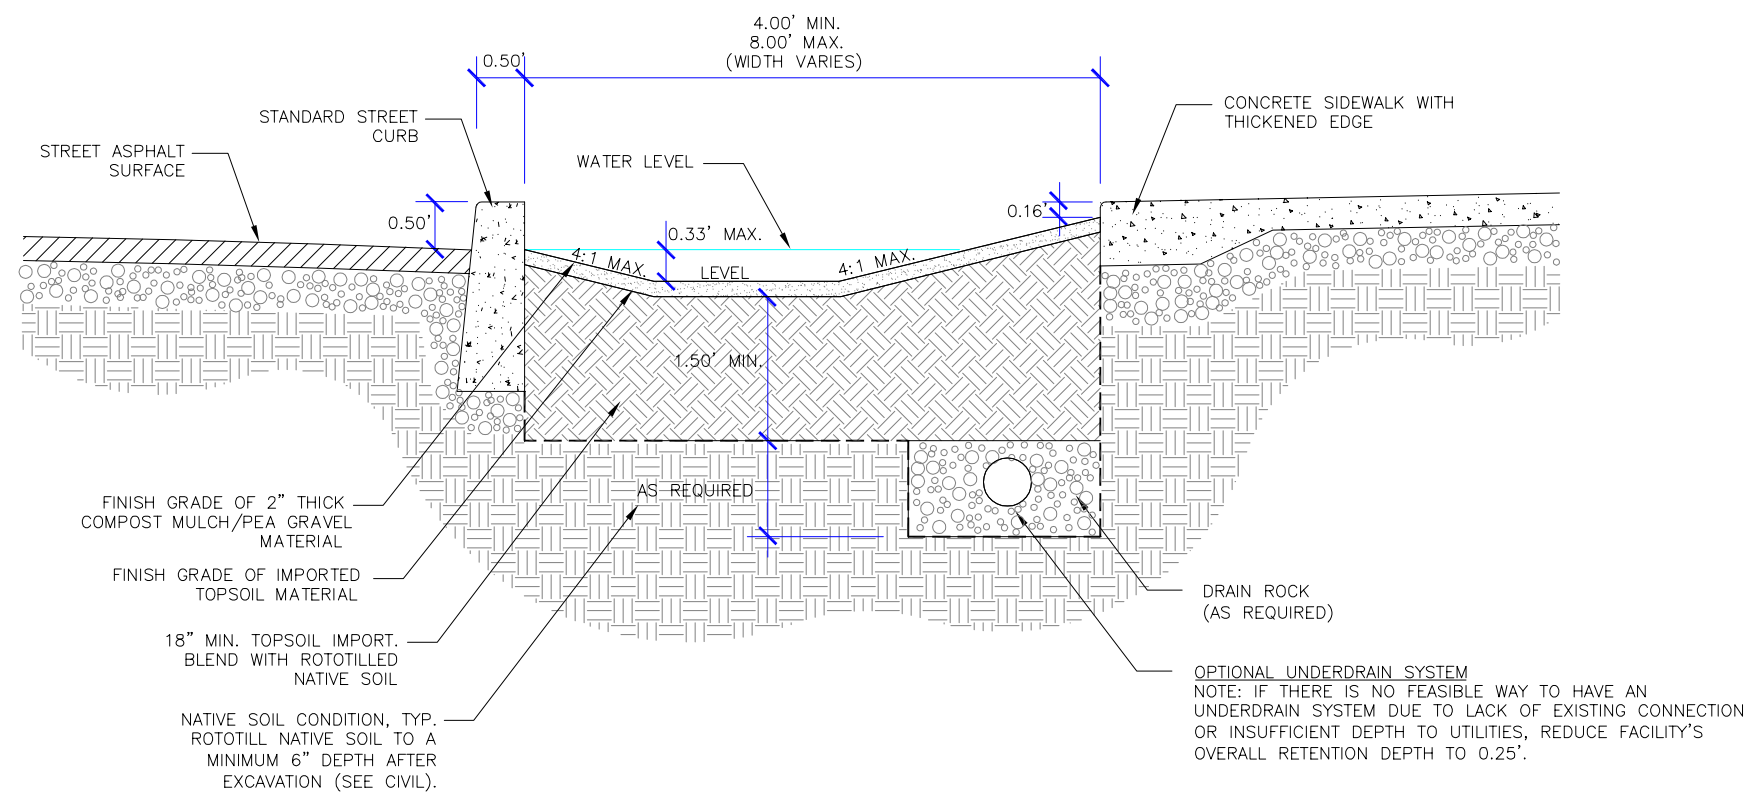 4.00' MIN.
8.00' MAX.
(WIDTH VARIES)
0.50'
STANDARD STREET
CURB
STREET ASPHALT
SURFACE
WATER LEVEL
CONCRETE SIDEWALK WITH
THICKENED EDGE
0.50'
0.33' MAX.
0.16'
4:1 MAX.
LEVEL
4:1 MAX.
1.50' MIN.
AS REQUIRED
FINISH GRADE OF 2" THICK
COMPOST MULCH/PEA GRAVEL
MATERIAL
FINISH GRADE OF IMPORTED
TOPSOIL MATERIAL
18" MIN. TOPSOIL IMPORT.
BLEND WITH ROTOTILLED
NATIVE SOIL
NATIVE SOIL CONDITION, TYP.
ROTOTILL NATIVE SOIL TO A
MINIMUM 6" DEPTH AFTER
EXCAVATION (SEE CIVIL).
DRAIN ROCK
(AS REQUIRED)
OPTIONAL UNDERDRAIN SYSTEM
NOTE: IF THERE IS NO FEASIBLE WAY TO HAVE AN
UNDERDRAIN SYSTEM DUE TO LACK OF EXISTING CONNECTION
OR INSUFFICIENT DEPTH TO UTILITIES, REDUCE FACILITY'S
OVERALL RETENTION DEPTH TO 0.25'.